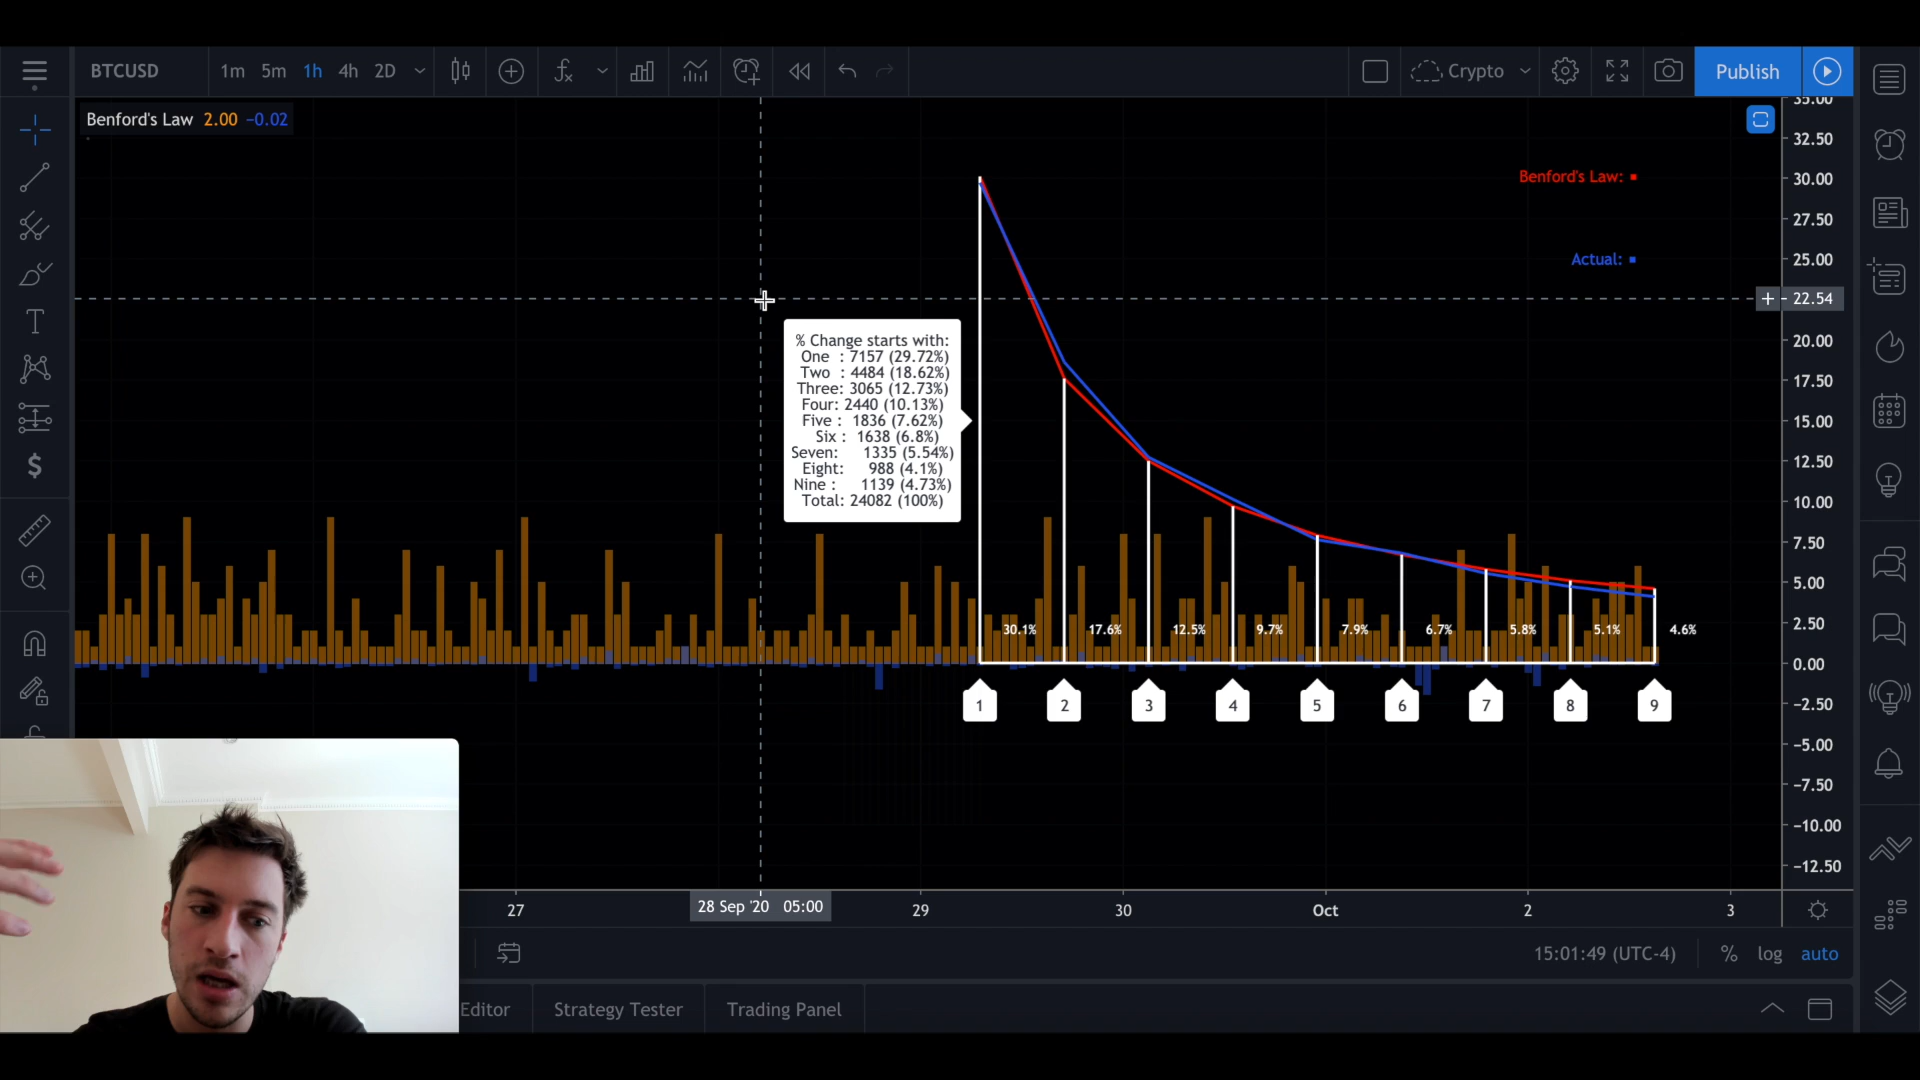 BTCUSD 1m 5m 1h 4h 2D Crypto Publish
Benford's Law 2.00 −0.02
35.00
32.50
30.00
27.50
25.00
22.54
20.00
17.50
15.00
12.50
10.00
7.50
5.00
2.50
0.00
−2.50
−5.00
−7.50
−10.00
−12.50
Benford's Law:
Actual:
% Change starts with:
One : 7157 (29.72%)
Two : 4484 (18.62%)
Three: 3065 (12.73%)
Four: 2440 (10.13%)
Five : 1836 (7.62%)
Six : 1638 (6.8%)
Seven: 1335 (5.54%)
Eight: 988 (4.1%)
Nine : 1139 (4.73%)
Total: 24082 (100%)
30.1% 17.6% 12.5% 9.7% 7.9% 6.7% 5.8% 5.1% 4.6%
1 2 3 4 5 6 7 8 9
27 28 Sep '20 05:00 29 30 Oct 2 3
15:01:49 (UTC-4) % log auto
Editor Strategy Tester Trading Panel